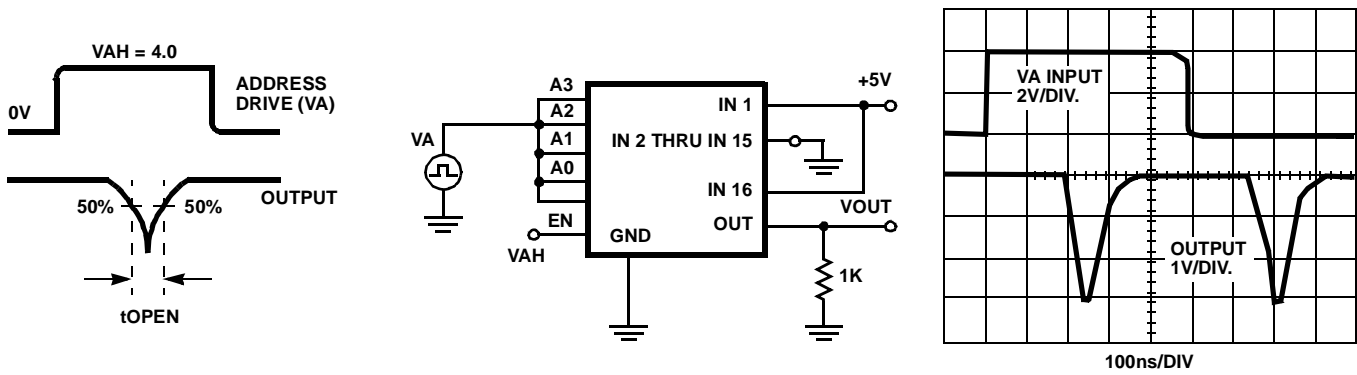 VAH = 4.0
0V
ADDRESS
DRIVE (VA)
OUTPUT
50%
50%
tOPEN
VA
A3
A2
A1
A0
EN
VAH
IN 1
IN 2 THRU IN 15
IN 16
OUT
GND
+5V
VOUT
1K
VA INPUT
2V/DIV.
OUTPUT
1V/DIV.
100ns/DIV